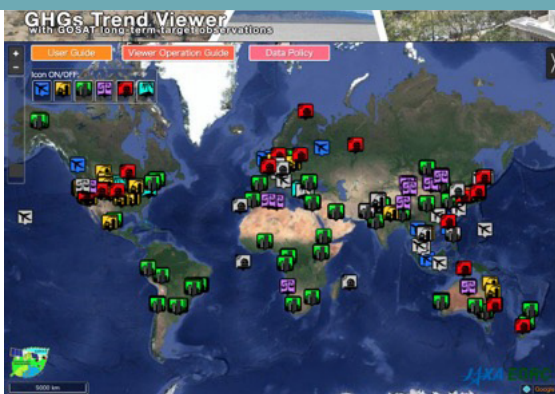 GHGs Trend Viewer
with GOSAT long-term target observations
User Guide
Viewer Operation Guide
Data Policy
Icon ON/OFF
5000 km
JAXA EORC
Google